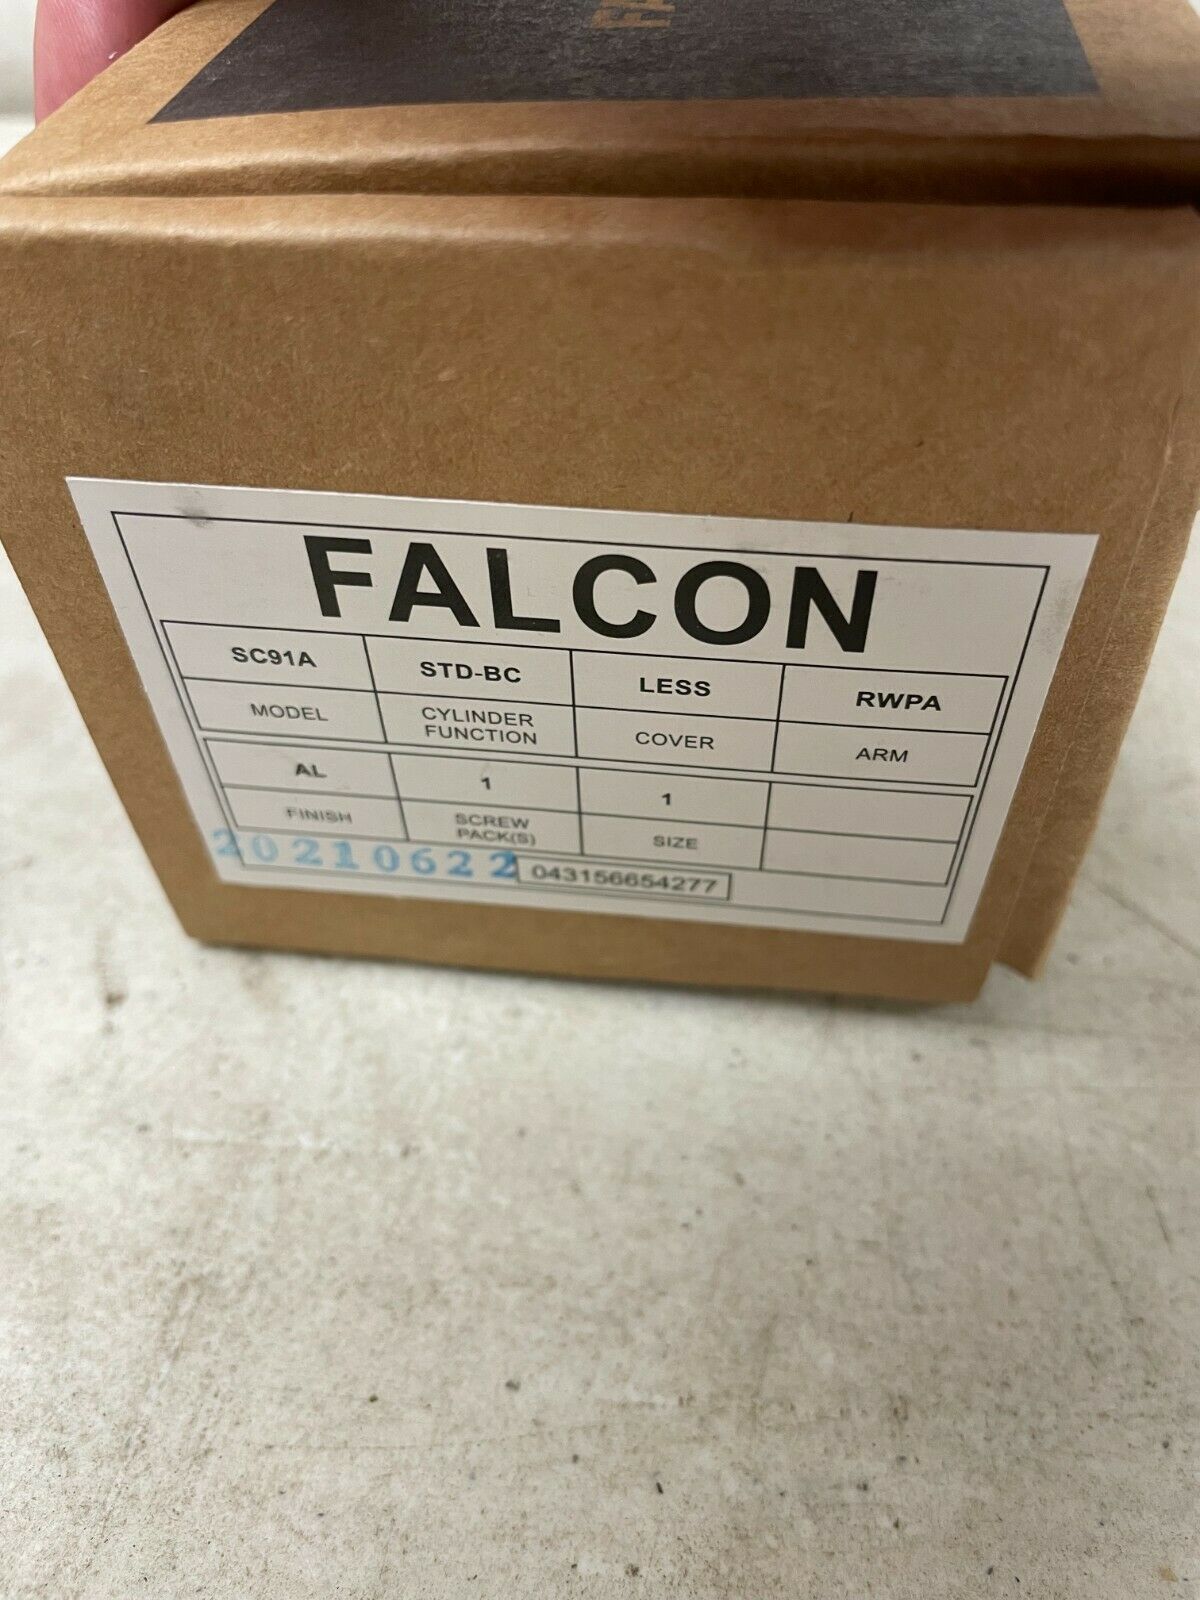 FA
FALCON
SC91A STD-BC LESS RWPA
MODEL CYLINDER FUNCTION COVER ARM
AL 1 1
FINISH SCREW PACK(S) SIZE
20210622 043156654277